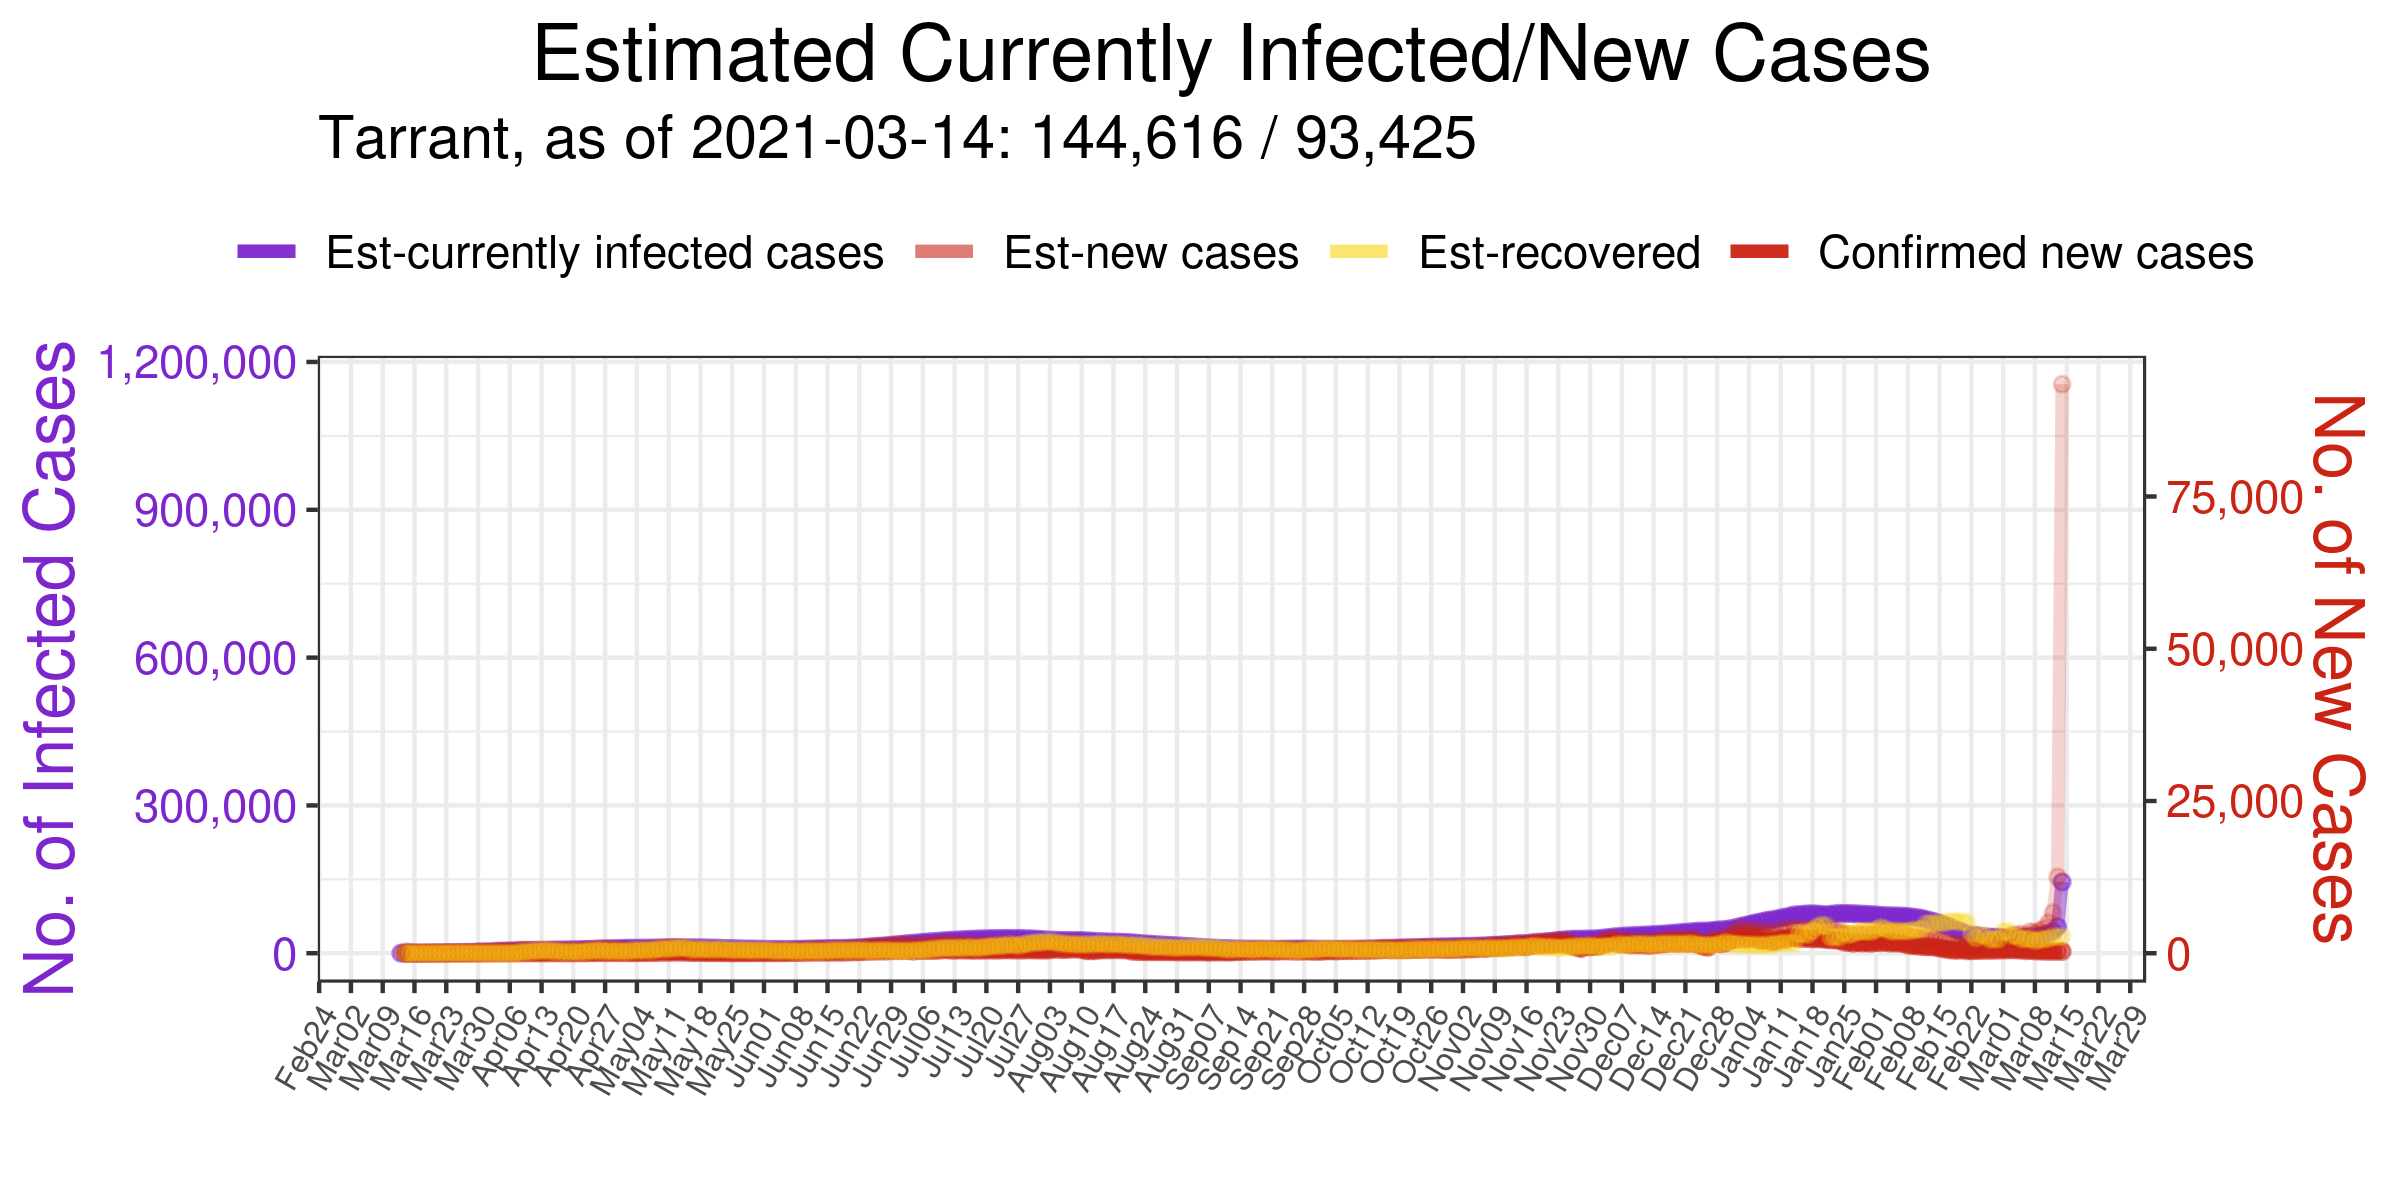 Estimated Currently Infected/New Cases
Tarrant, as of 2021-03-14: 144,616 / 93,425
Est-currently infected cases
Est-new cases
Est-recovered
Confirmed new cases
No. of Infected Cases
1,200,000
900,000
600,000
300,000
0
75,000
50,000
25,000
0
No. of New Cases
Feb24
Mar02
Mar09
Mar16
Mar23
Mar30
Apr06
Apr13
Apr20
Apr27
May04
May11
May18
May25
Jun01
Jun08
Jun15
Jun22
Jun29
Jul06
Jul13
Jul20
Jul27
Aug03
Aug10
Aug17
Aug24
Aug31
Sep07
Sep14
Sep21
Sep28
Oct05
Oct12
Oct19
Oct26
Nov02
Nov09
Nov16
Nov23
Nov30
Dec07
Dec14
Dec21
Dec28
Jan04
Jan11
Jan18
Jan25
Feb01
Feb08
Feb15
Feb22
Mar01
Mar08
Mar15
Mar22
Mar29